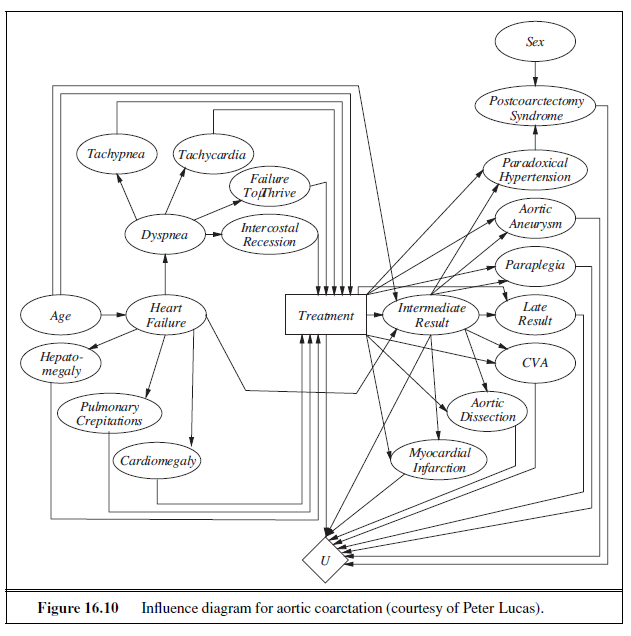 Sex
Postcoarctectomy
Syndrome
Tachypnea
Tachycardia
Paradoxical
Hypertension
Failure
To Thrive
Aortic
Aneurysm
Dyspnea
Intercostal
Recession
Paraplegia
Age
Heart
Failure
Treatment
Intermediate
Result
Late
Result
Hepato-
megaly
CVA
Pulmonary
Crepitations
Aortic
Dissection
Cardiomegaly
Myocardial
Infarction
U
Figure 16.10 Influence diagram for aortic coarctation (courtesy of Peter Lucas).